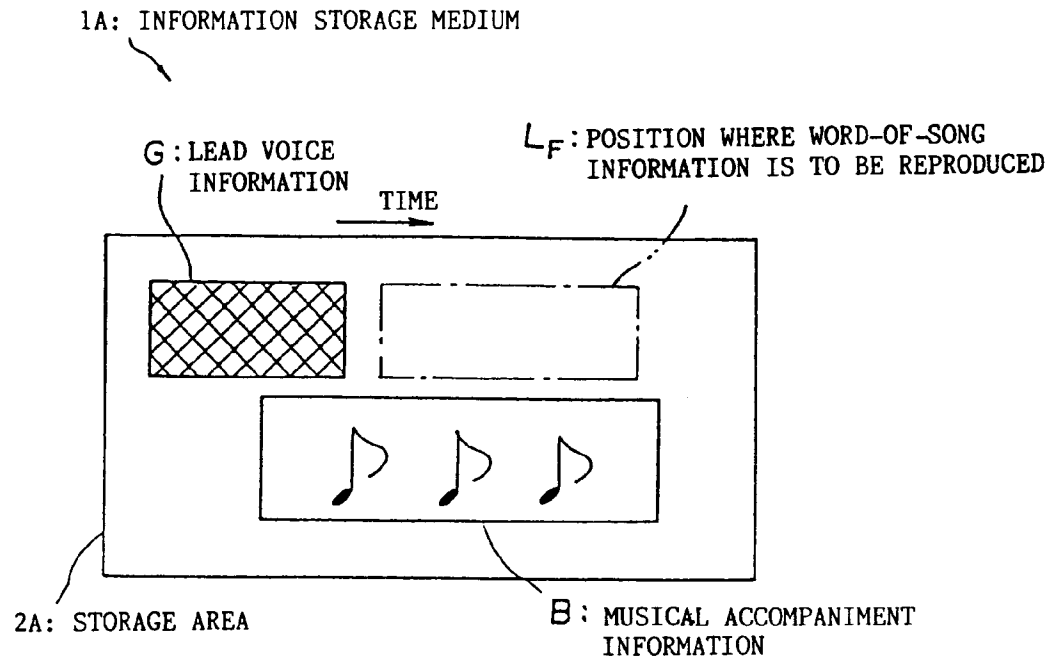 1A: INFORMATION STORAGE MEDIUM
G: LEAD VOICE
INFORMATION
LF: POSITION WHERE WORD-OF-SONG
INFORMATION IS TO BE REPRODUCED
TIME
2A: STORAGE AREA
B: MUSICAL ACCOMPANIMENT
INFORMATION